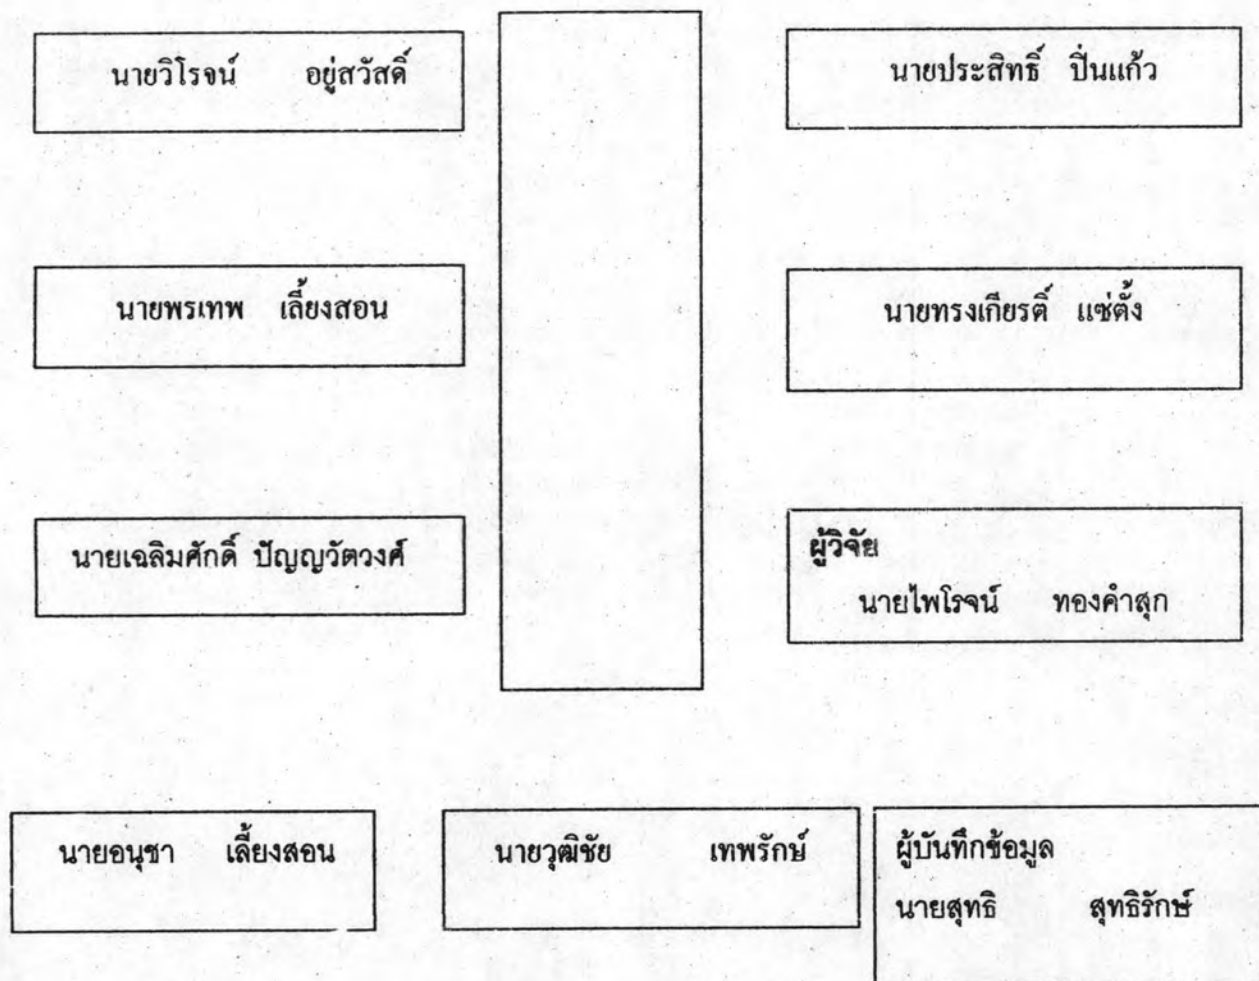 นายวิโรจน์ อยู่สวัสดิ์
นายประสิทธิ์ ปิ่นแก้ว
นายพรเทพ เลี้ยงสอน
นายทรงเกียรติ์ แซ่ตั้ง
นายเฉลิมศักดิ์ ปัญญวัตวงศ์
ผู้วิจัย
นายไพโรจน์ ทองคำสุก
นายอนุชา เลี้ยงสอน
นายวุฒิชัย เทพรักษ์
ผู้บันทึกข้อมูล
นายสุทธิ สุทธิรักษ์